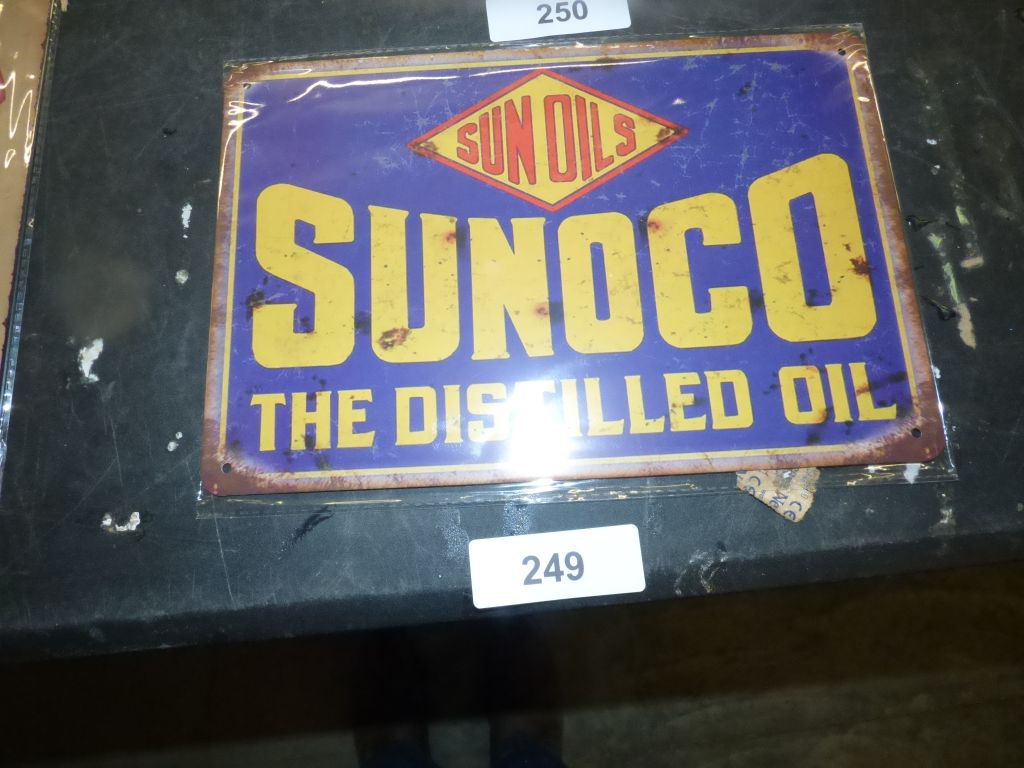 250
SUN OILS
SUNOCO
THE DISTILLED OIL
249